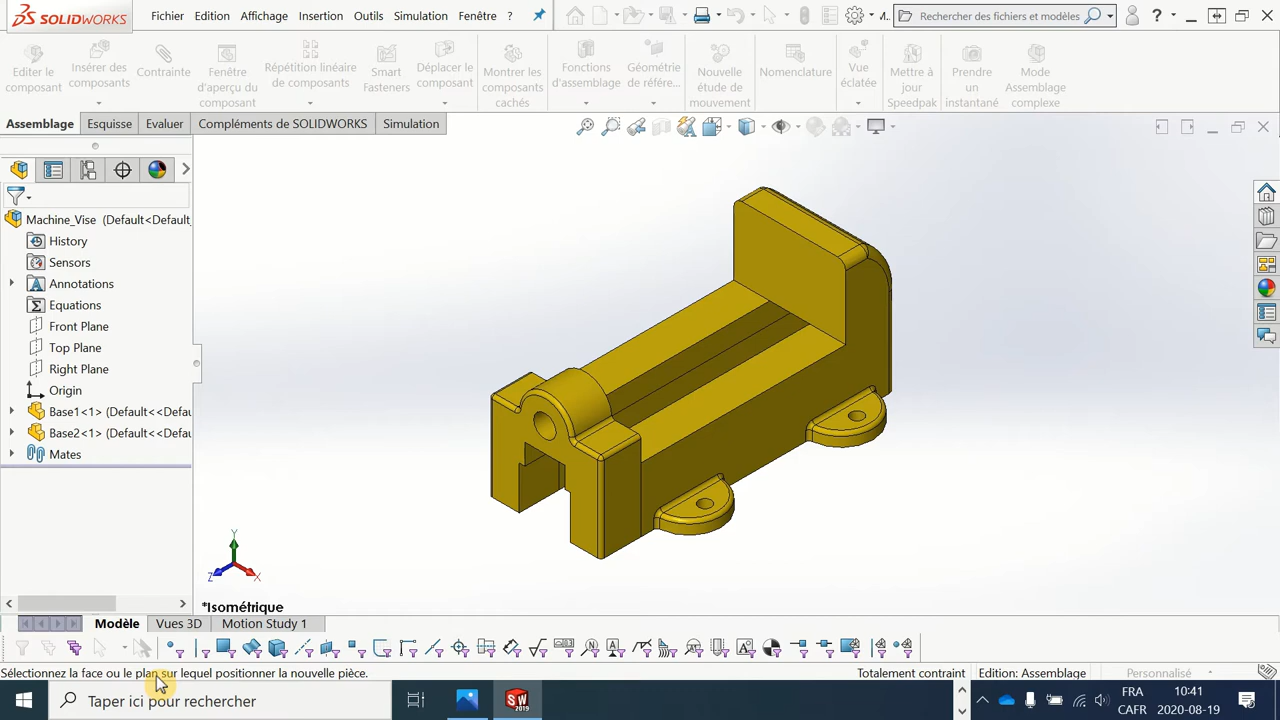 SOLIDWORKS
Fichier Edition Affichage Insertion Outils Simulation Fenêtre ?
Rechercher des fichiers et modèles
?
Editer le composant
Insérer des composants
Contrainte
Fenêtre d'aperçu du composant
Répétition linéaire de composants
Smart Fasteners
Déplacer le composant
Montrer les composants cachés
Fonctions d'assemblage
Géométrie de référe...
Nouvelle étude de mouvement
Nomenclature
Vue éclatée
Mettre à jour Speedpak
Prendre un instantané
Mode Assemblage complexe
Assemblage Esquisse Evaluer Compléments de SOLIDWORKS Simulation
Machine_Vise (Default<Default_
History
Sensors
Annotations
Equations
Front Plane
Top Plane
Right Plane
Origin
Base1<1> (Default<<Defau
Base2<1> (Default<<Defau
Mates
Y
Z
X
*Isométrique
Modèle Vues 3D Motion Study 1
Sélectionnez la face ou le plan sur lequel positionner la nouvelle pièce.
Totalement contraint Edition: Assemblage Personnalisé
Taper ici pour rechercher
SW
2019
FRA
CAFR
10:41
2020-08-19